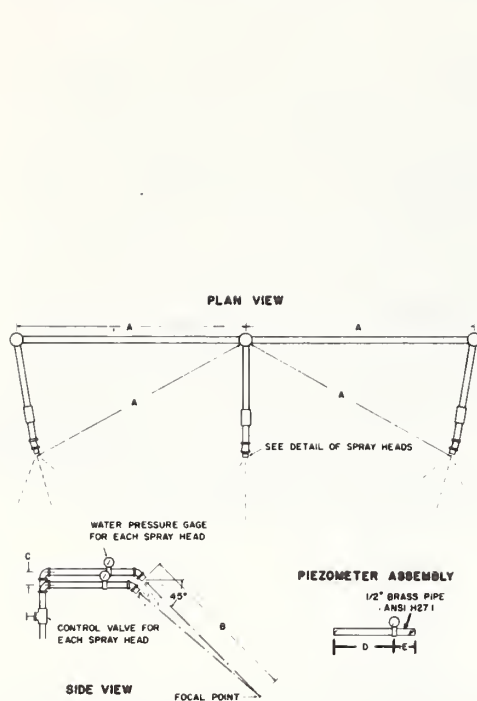 PLAN VIEW
A
A
A
A
SEE DETAIL OF SPRAY HEADS
WATER PRESSURE GAGE
FOR EACH SPRAY HEAD
C
45°
B
CONTROL VALVE FOR
EACH SPRAY HEAD
SIDE VIEW
FOCAL POINT
PIEZOMETER ASSEMBLY
1/2" BRASS PIPE
ANSI H27 1
D
E